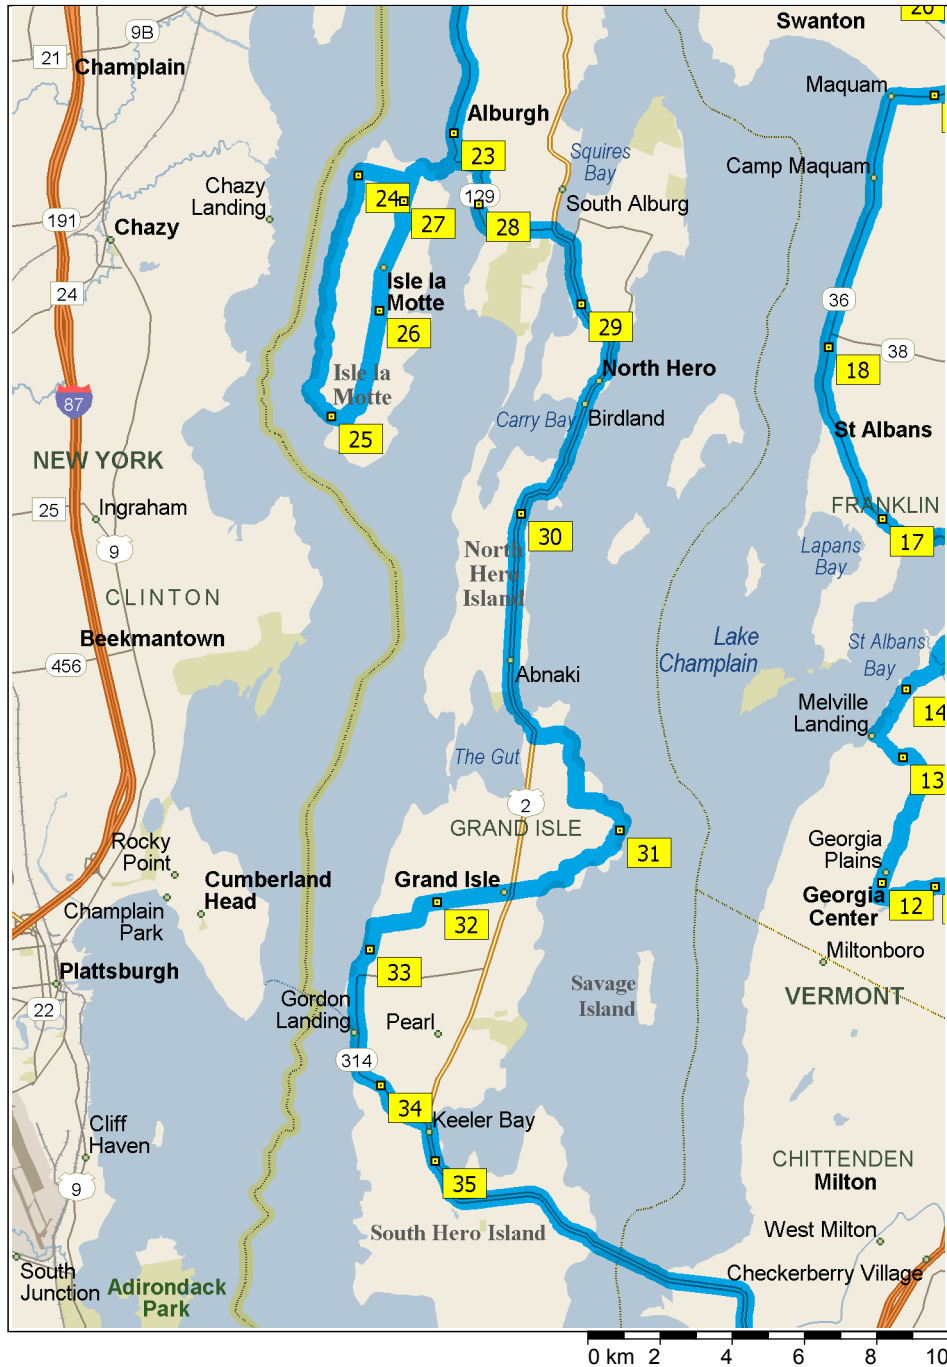 20
Swanton
9B
21
Champlain
Maquam
Alburgh
23
Squires
Bay
Camp Maquam
Chazy
Landing
24
129
South Alburg
191
Chazy
27
28
Isle la
Motte
24
36
26
29
38
18
North Hero
Isle la
Motte
87
Carry Bay
Birdland
25
St Albans
NEW YORK
25
Ingraham
FRANKLIN
30
17
9
North
Hero
Island
Lapans
Bay
CLINTON
Beekmantown
Lake
Champlain
St Albans
Bay
456
Abnaki
Melville
Landing
14
The Gut
13
2
GRAND ISLE
Rocky
Point
31
Georgia
Plains
Cumberland
Head
Grand Isle
Georgia
Center
12
Champlain
Park
32
Miltonboro
33
Plattsburgh
Savage
Island
VERMONT
22
Gordon
Landing
Pearl
314
34
Keeler Bay
Cliff
Haven
CHITTENDEN
Milton
9
35
South Hero Island
West Milton
South
Junction
Adirondack
Park
Checkerberry Village
0 km 2 4 6 8 10